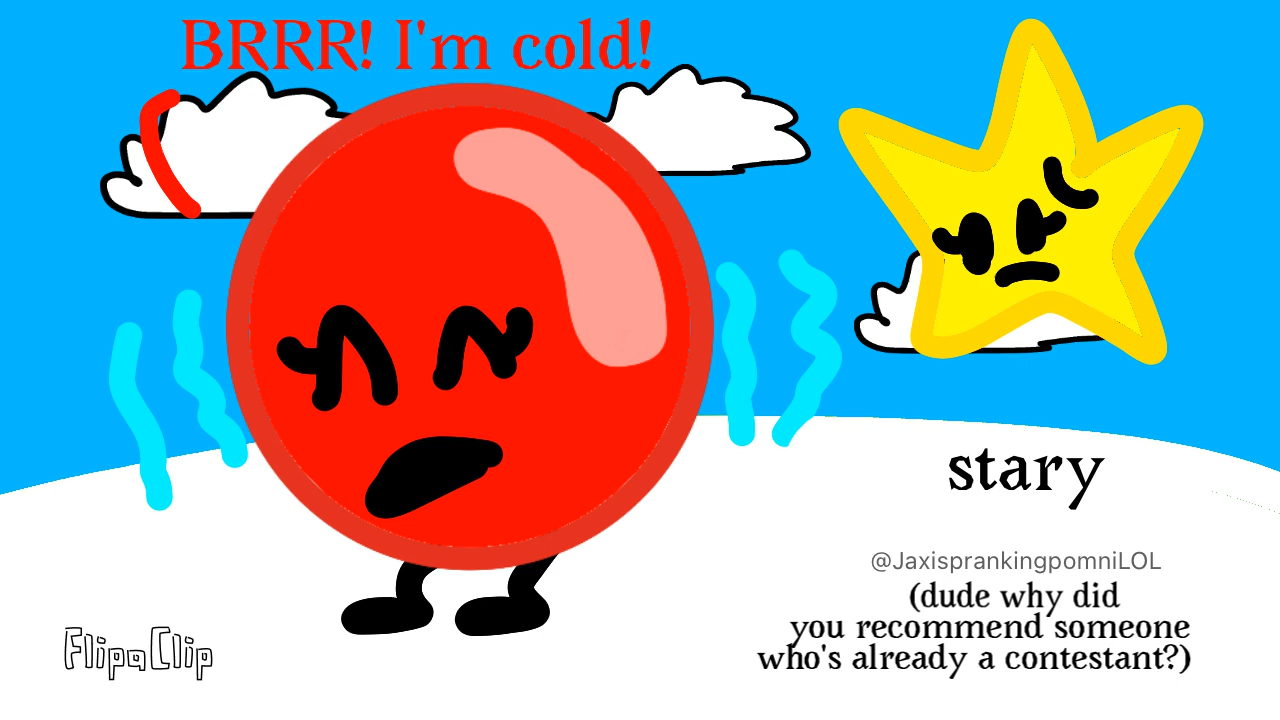 BRRR! I'm cold!
stary
@JaxisprankingpomniLOL
(dude why did
you recommend someone
who's already a contestant?)
FlipaClip